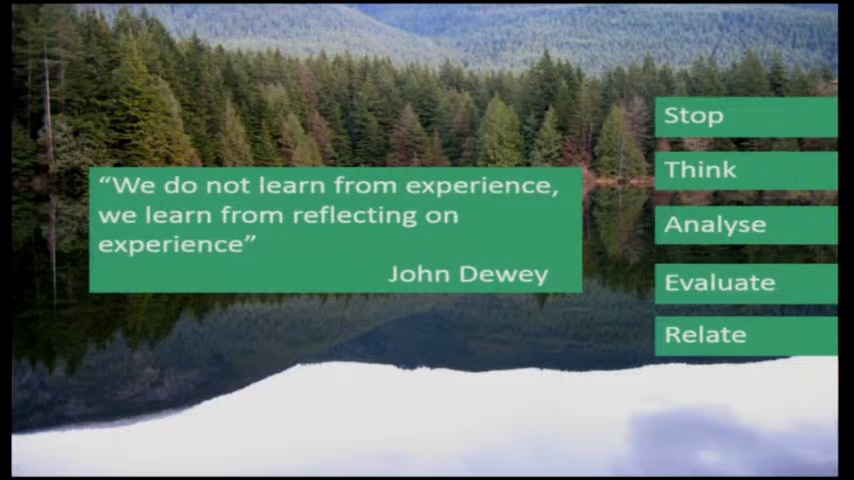 “We do not learn from experience,
we learn from reflecting on
experience”
John Dewey
Stop
Think
Analyse
Evaluate
Relate